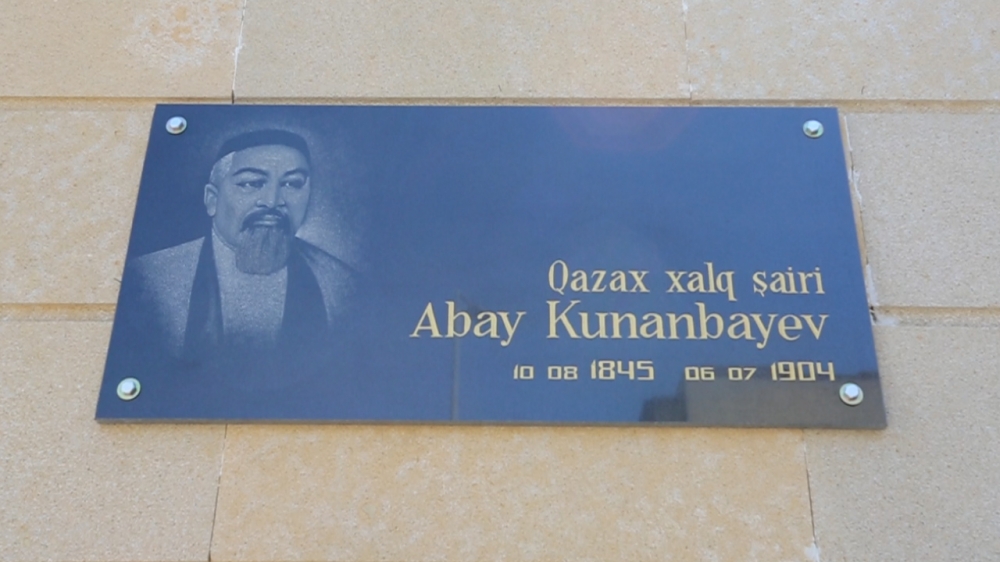 Qazax xalq şairi
Abay Kunanbayev
10 08 1845 06 07 1904